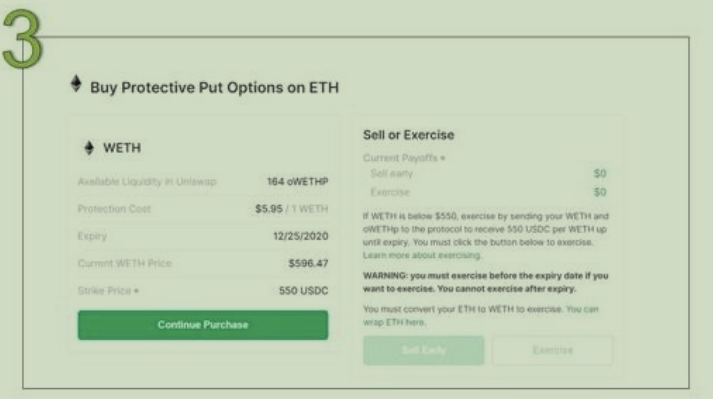 3
Buy Protective Put Options on ETH
WETH
Available Liquidity in Uniswap 164 oWETHP
Protection Cost $5.95 / 1 WETH
Expiry 12/25/2020
Current WETH Price $596.47
Strike Price 550 USDC
Continue Purchase
Sell or Exercise
Current Payoffs
Sell early $0
Exercise $0
If WETH is below $550, exercise by sending your WETH and
oWETHp to the protocol to receive 550 USDC per WETH up
until expiry. You must click the button below to exercise.
Learn more about exercising.
WARNING: you must exercise before the expiry date if you
want to exercise. You cannot exercise after expiry.
You must convert your ETH to WETH to exercise. You can
wrap ETH here.
Sell Early Exercise